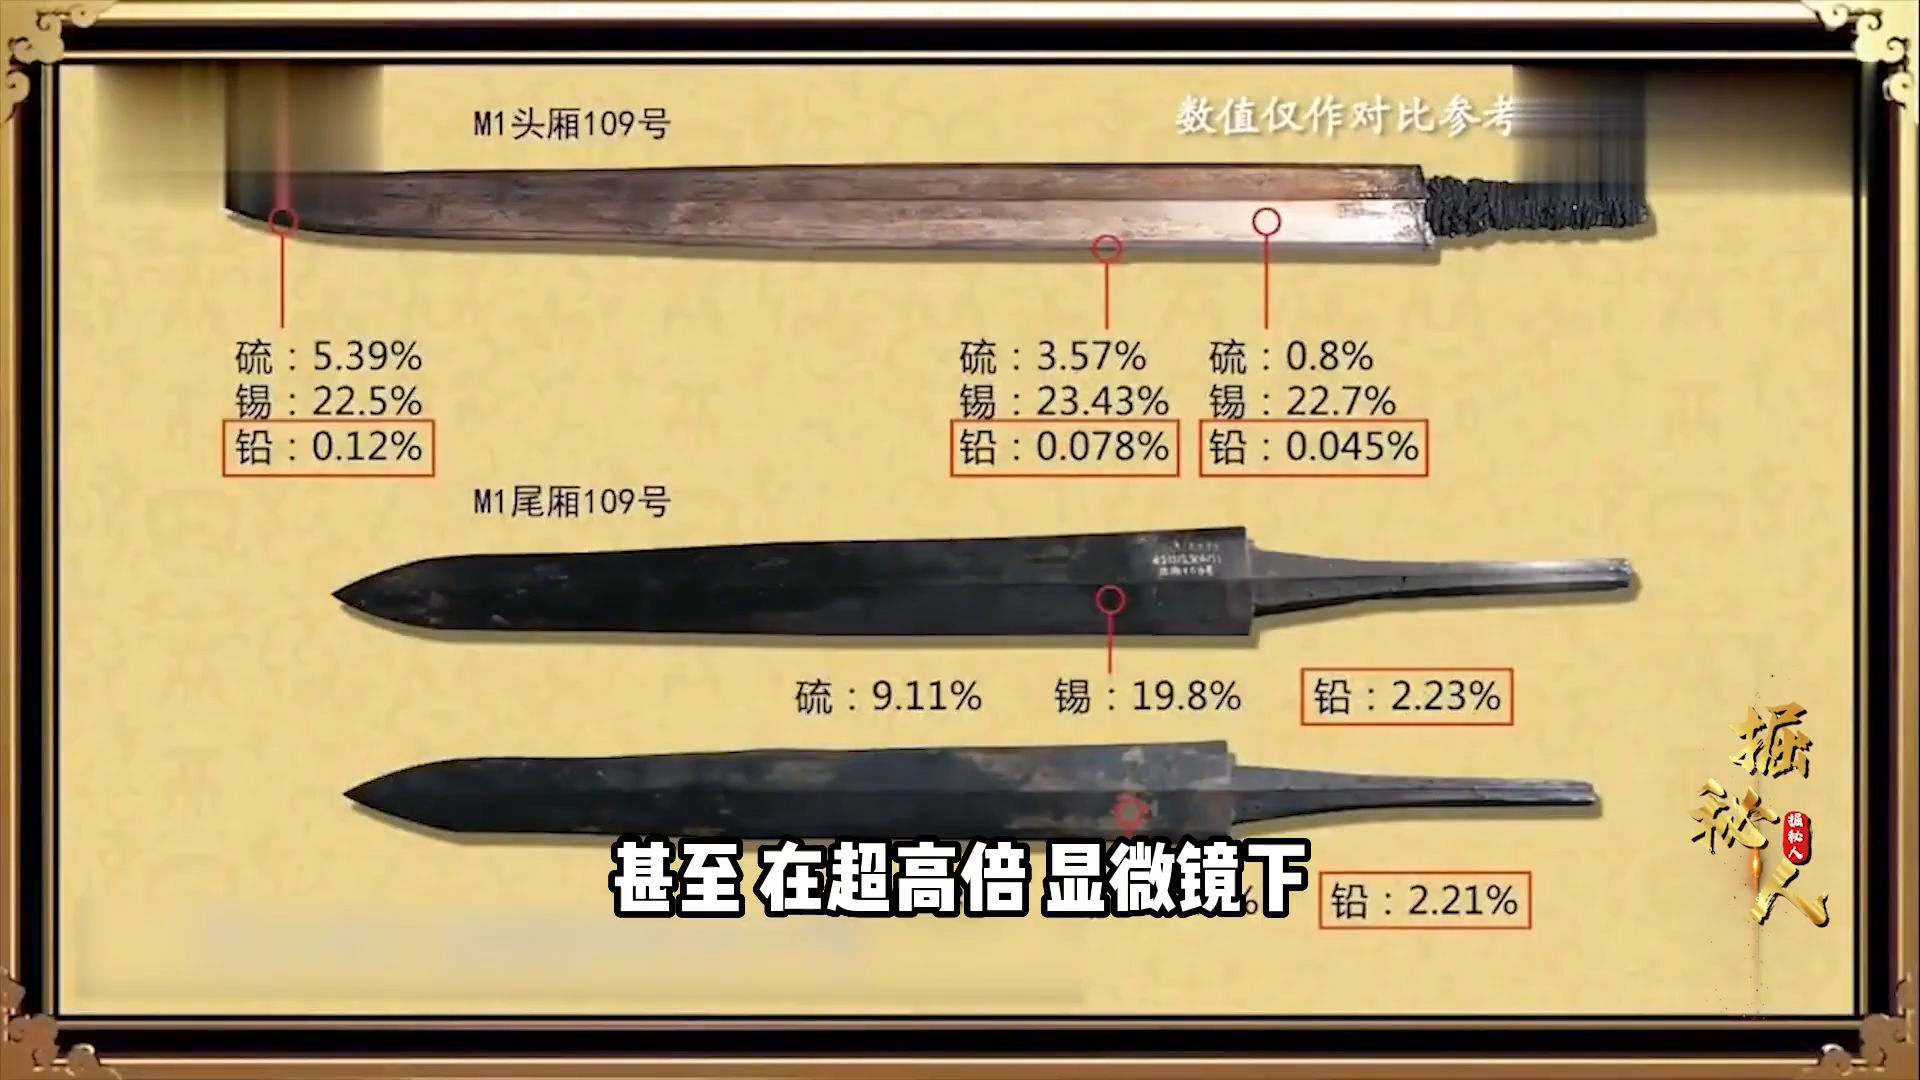 M1头厢109号
数值仅作对比参考
硫：5.39%
锡：22.5%
铅：0.12%
硫：3.57%
锡：23.43%
铅：0.078%
硫：0.8%
锡：22.7%
铅：0.045%
M1尾厢109号
硫：9.11%
锡：19.8%
铅：2.23%
甚至 在超高倍 显微镜下
铅：2.21%
掘秘人
掘秘人